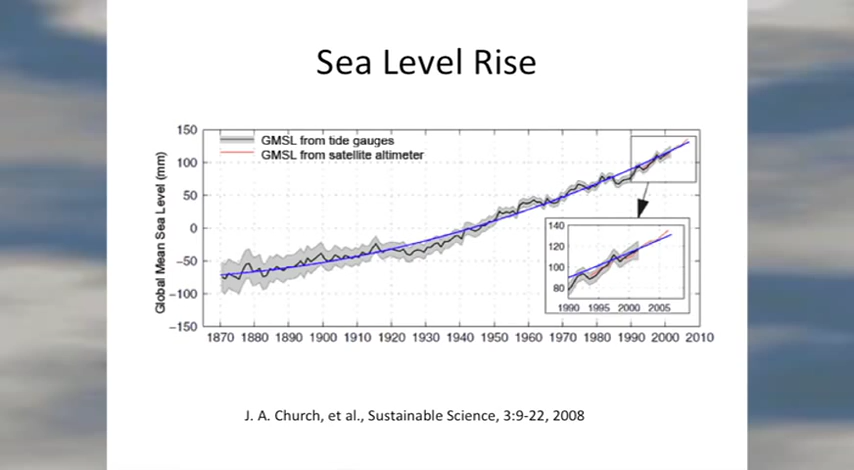 Sea Level Rise
GMSL from tide gauges
GMSL from satellite altimeter
Global Mean Sea Level (mm)
150
100
50
0
−50
−100
−150
1870 1880 1890 1900 1910 1920 1930 1940 1950 1960 1970 1980 1990 2000 2010
140
120
100
80
1990 1995 2000 2005
J. A. Church, et al., Sustainable Science, 3:9-22, 2008